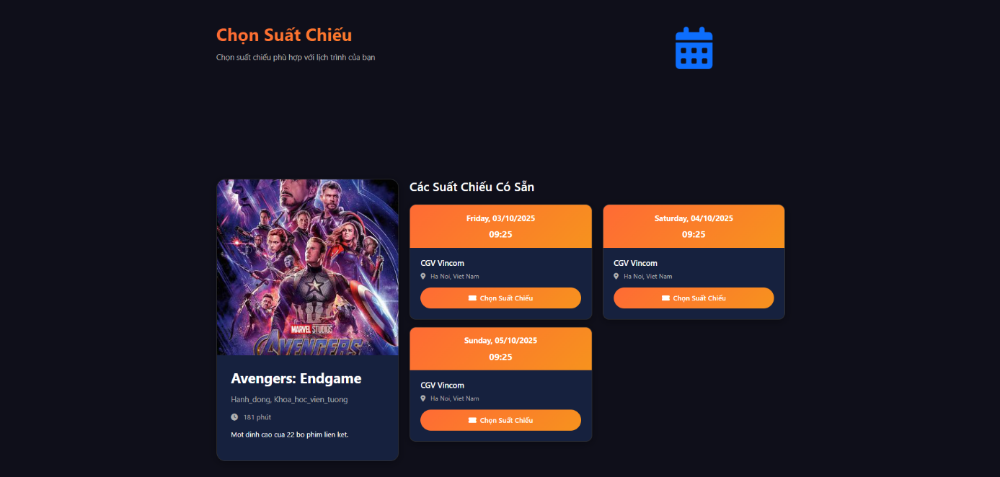 Chọn Suất Chiếu
Chọn suất chiếu phù hợp với lịch trình của bạn
MARVEL STUDIOS
AVENGERS
Avengers: Endgame
Hanh_dong, Khoa_hoc_vien_tuong
181 phút
Mot dinh cao cua 22 bo phim lien ket.
Các Suất Chiếu Có Sẵn
Friday, 03/10/2025
09:25
CGV Vincom
Ha Noi, Viet Nam
Chọn Suất Chiếu
Saturday, 04/10/2025
09:25
CGV Vincom
Ha Noi, Viet Nam
Chọn Suất Chiếu
Sunday, 05/10/2025
09:25
CGV Vincom
Ha Noi, Viet Nam
Chọn Suất Chiếu